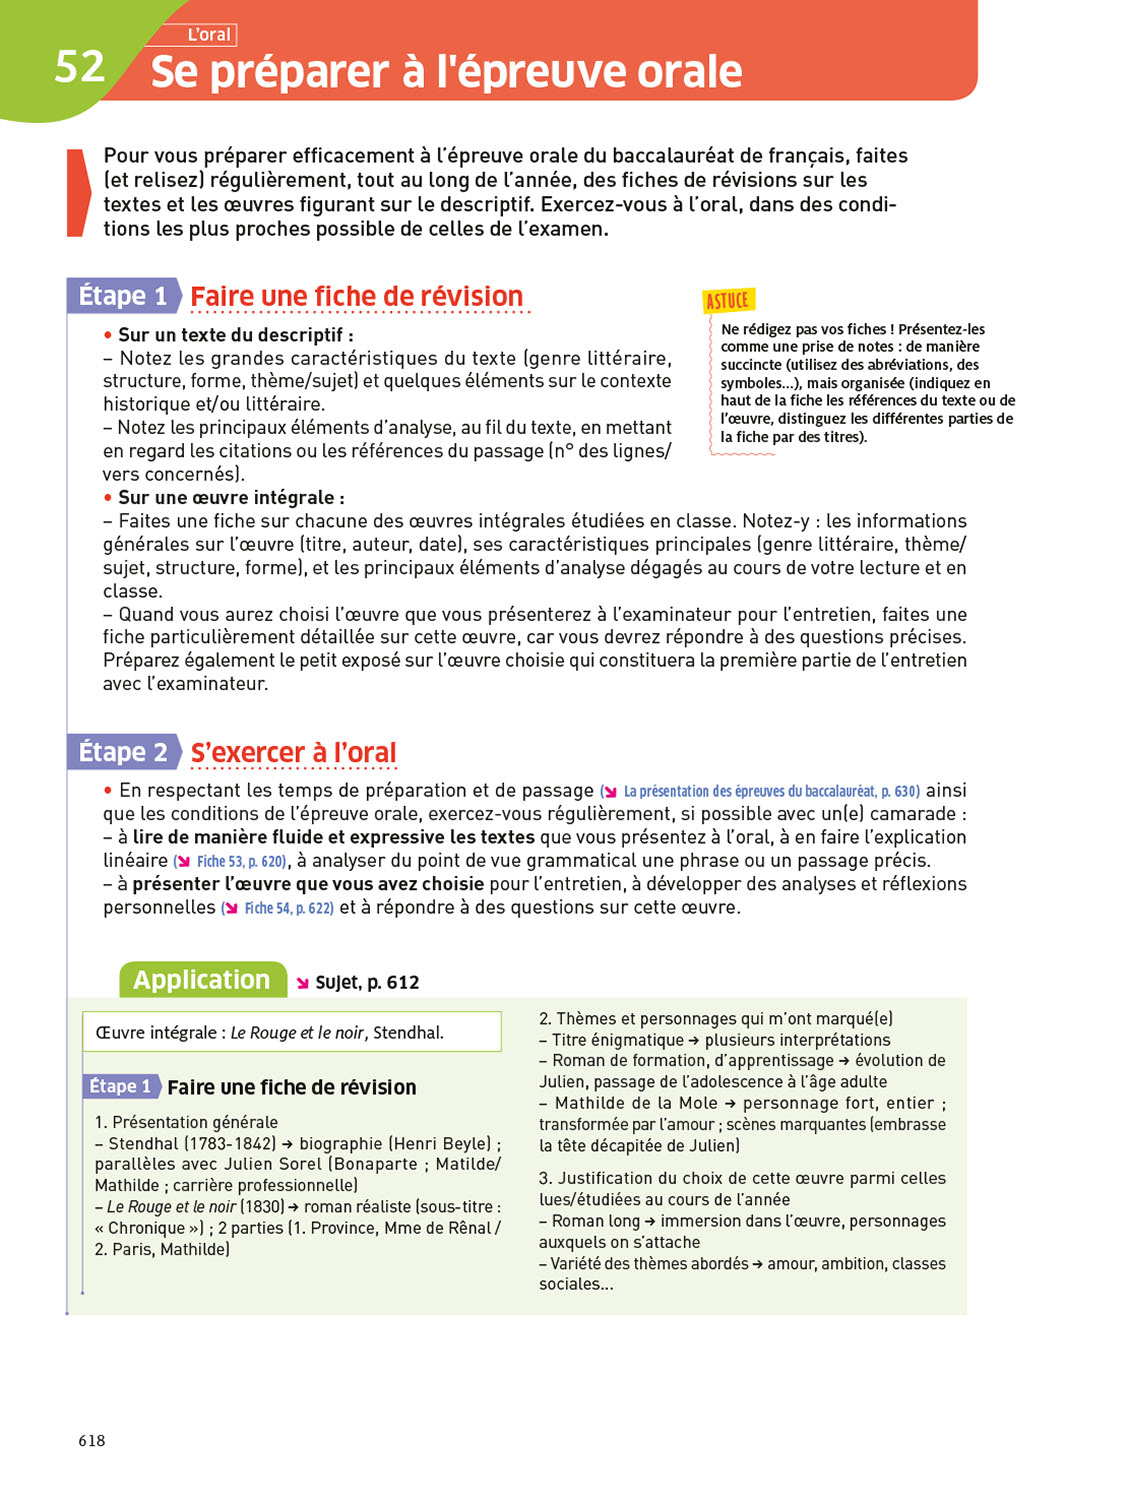 L'oral
52
Se préparer à l'épreuve orale
Pour vous préparer efficacement à l'épreuve orale du baccalauréat de français, faites
(et relisez) régulièrement, tout au long de l'année, des fiches de révisions sur les
textes et les œuvres figurant sur le descriptif. Exercez-vous à l'oral, dans des condi-
tions les plus proches possible de celles de l'examen.
Étape 1 Faire une fiche de révision
• Sur un texte du descriptif :
– Notez les grandes caractéristiques du texte (genre littéraire,
structure, forme, thème/sujet) et quelques éléments sur le contexte
historique et/ou littéraire.
– Notez les principaux éléments d'analyse, au fil du texte, en mettant
en regard les citations ou les références du passage (n° des lignes/
vers concernés).
ASTUCE
Ne rédigez pas vos fiches ! Présentez-les
comme une prise de notes : de manière
succincte (utilisez des abréviations, des
symboles...), mais organisée (indiquez en
haut de la fiche les références du texte ou de
l'œuvre, distinguez les différentes parties de
la fiche par des titres).
• Sur une œuvre intégrale :
– Faites une fiche sur chacune des œuvres intégrales étudiées en classe. Notez-y : les informations
générales sur l'œuvre (titre, auteur, date), ses caractéristiques principales (genre littéraire, thème/
sujet, structure, forme), et les principaux éléments d'analyse dégagés au cours de votre lecture et en
classe.
– Quand vous aurez choisi l'œuvre que vous présenterez à l'examinateur pour l'entretien, faites une
fiche particulièrement détaillée sur cette œuvre, car vous devrez répondre à des questions précises.
Préparez également le petit exposé sur l'œuvre choisie qui constituera la première partie de l'entretien
avec l'examinateur.
Étape 2 S'exercer à l'oral
• En respectant les temps de préparation et de passage (↘ La présentation des épreuves du baccalauréat, p. 630) ainsi
que les conditions de l'épreuve orale, exercez-vous régulièrement, si possible avec un(e) camarade :
– à lire de manière fluide et expressive les textes que vous présentez à l'oral, à en faire l'explication
linéaire (↘ Fiche 53, p. 620), à analyser du point de vue grammatical une phrase ou un passage précis.
– à présenter l'œuvre que vous avez choisie pour l'entretien, à développer des analyses et réflexions
personnelles (↘ Fiche 54, p. 622) et à répondre à des questions sur cette œuvre.
Application ↘ Sujet, p. 612
Œuvre intégrale : Le Rouge et le noir, Stendhal.
Étape 1 Faire une fiche de révision
1. Présentation générale
– Stendhal (1783-1842) → biographie (Henri Beyle) ;
parallèles avec Julien Sorel (Bonaparte ; Matilde/
Mathilde ; carrière professionnelle)
– Le Rouge et le noir (1830) → roman réaliste (sous-titre :
« Chronique ») ; 2 parties (1. Province, Mme de Rênal /
2. Paris, Mathilde)
2. Thèmes et personnages qui m'ont marqué(e)
– Titre énigmatique → plusieurs interprétations
– Roman de formation, d'apprentissage → évolution de
Julien, passage de l'adolescence à l'âge adulte
– Mathilde de la Mole → personnage fort, entier ;
transformée par l'amour ; scènes marquantes (embrasse
la tête décapitée de Julien)
3. Justification du choix de cette œuvre parmi celles
lues/étudiées au cours de l'année
– Roman long → immersion dans l'œuvre, personnages
auxquels on s'attache
– Variété des thèmes abordés → amour, ambition, classes
sociales...
618